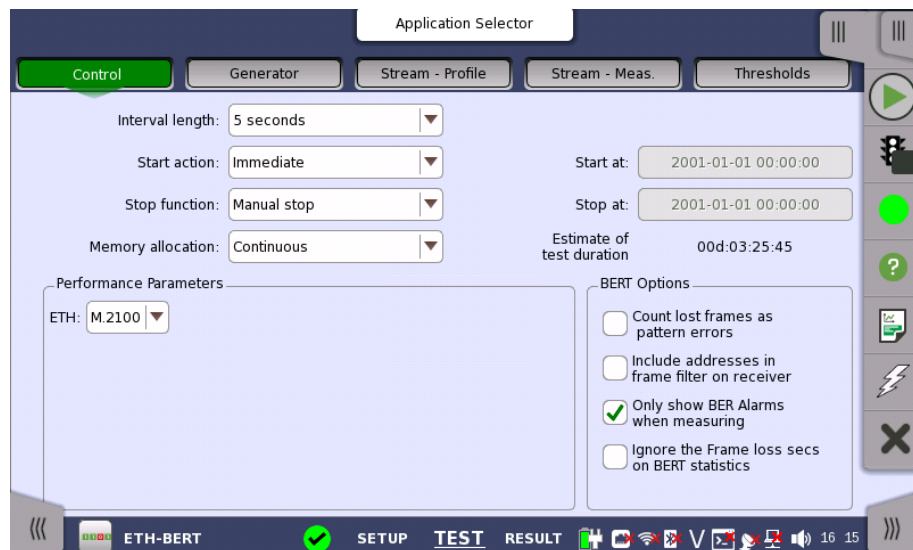 Application Selector
Control Generator Stream - Profile Stream - Meas. Thresholds
Interval length: 5 seconds
Start action: Immediate Start at: 2001-01-01 00:00:00
Stop function: Manual stop Stop at: 2001-01-01 00:00:00
Memory allocation: Continuous Estimate of test duration 00d:03:25:45
Performance Parameters
ETH: M.2100
BERT Options
Count lost frames as
pattern errors
Include addresses in
frame filter on receiver
Only show BER Alarms
when measuring
Ignore the Frame loss secs
on BERT statistics
ETH-BERT SETUP TEST RESULT 16 15